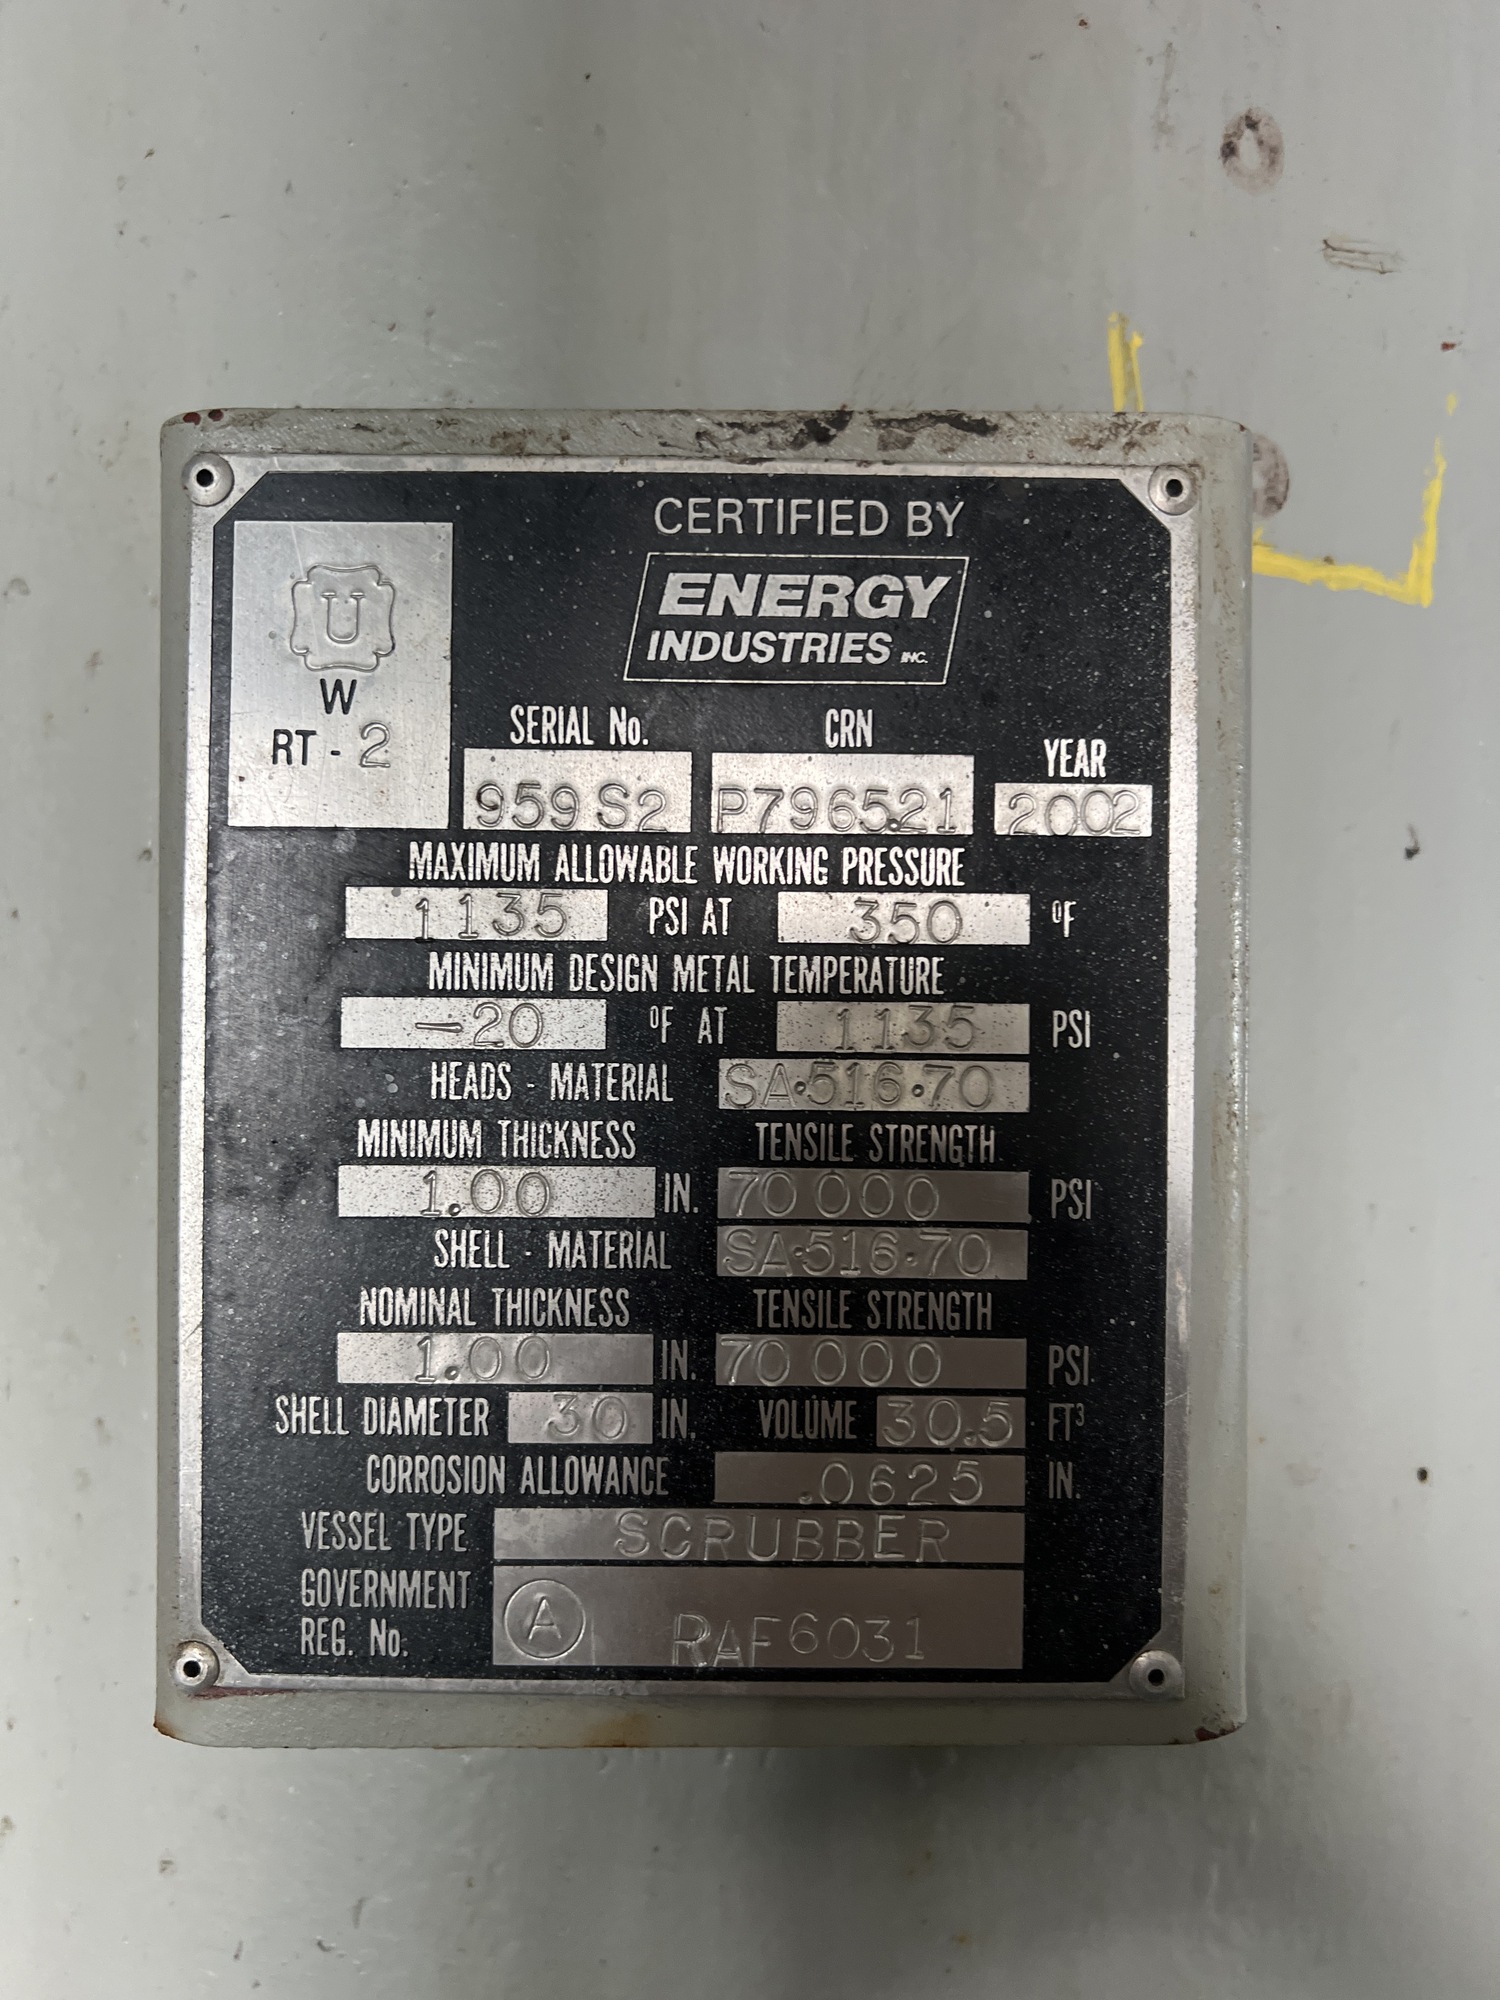 CERTIFIED BY
ENERGY
INDUSTRIES INC.
U
W
RT - 2
SERIAL No. CRN YEAR
959S2 P7965.21 2002
MAXIMUM ALLOWABLE WORKING PRESSURE
1135 PSI AT 350 °F
MINIMUM DESIGN METAL TEMPERATURE
-20 °F AT 1135 PSI
HEADS - MATERIAL SA·516·70
MINIMUM THICKNESS TENSILE STRENGTH
1.00 IN. 70 000 PSI
SHELL - MATERIAL SA·516·70
NOMINAL THICKNESS TENSILE STRENGTH
1.00 IN. 70 000 PSI
SHELL DIAMETER 30 IN. VOLUME 30.5 FT³
CORROSION ALLOWANCE .0625 IN.
VESSEL TYPE SCRUBBER
GOVERNMENT
REG. No. A RAF6031